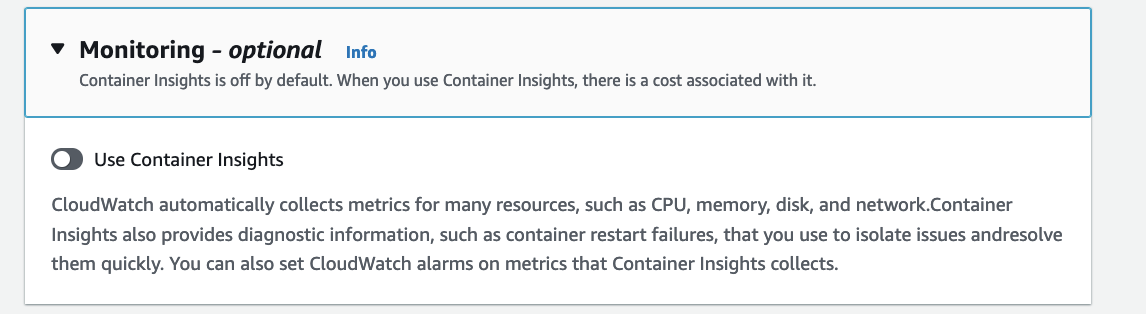 Monitoring - optional Info
Container Insights is off by default. When you use Container Insights, there is a cost associated with it.
Use Container Insights
CloudWatch automatically collects metrics for many resources, such as CPU, memory, disk, and network.Container
Insights also provides diagnostic information, such as container restart failures, that you use to isolate issues andresolve
them quickly. You can also set CloudWatch alarms on metrics that Container Insights collects.